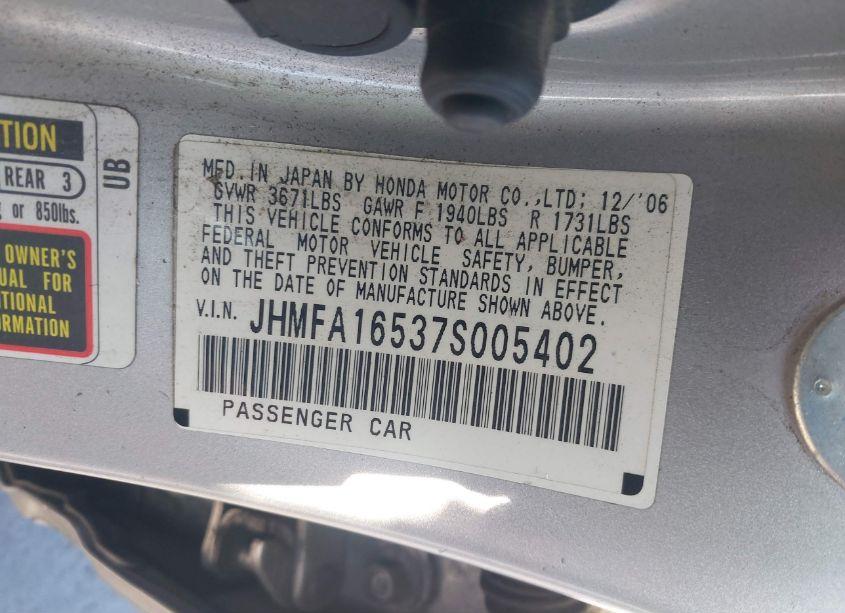 TION
REAR 3
g or 850lbs.
OWNER'S
UAL FOR
TIONAL
ORMATION
UB
MFD. IN JAPAN BY HONDA MOTOR CO.,LTD; 12/'06
GVWR 3671LBS GAWR F 1940LBS R 1731LBS
THIS VEHICLE CONFORMS TO ALL APPLICABLE
FEDERAL MOTOR VEHICLE SAFETY, BUMPER,
AND THEFT PREVENTION STANDARDS IN EFFECT
ON THE DATE OF MANUFACTURE SHOWN ABOVE.
V.I.N. JHMFA16537S005402
PASSENGER CAR